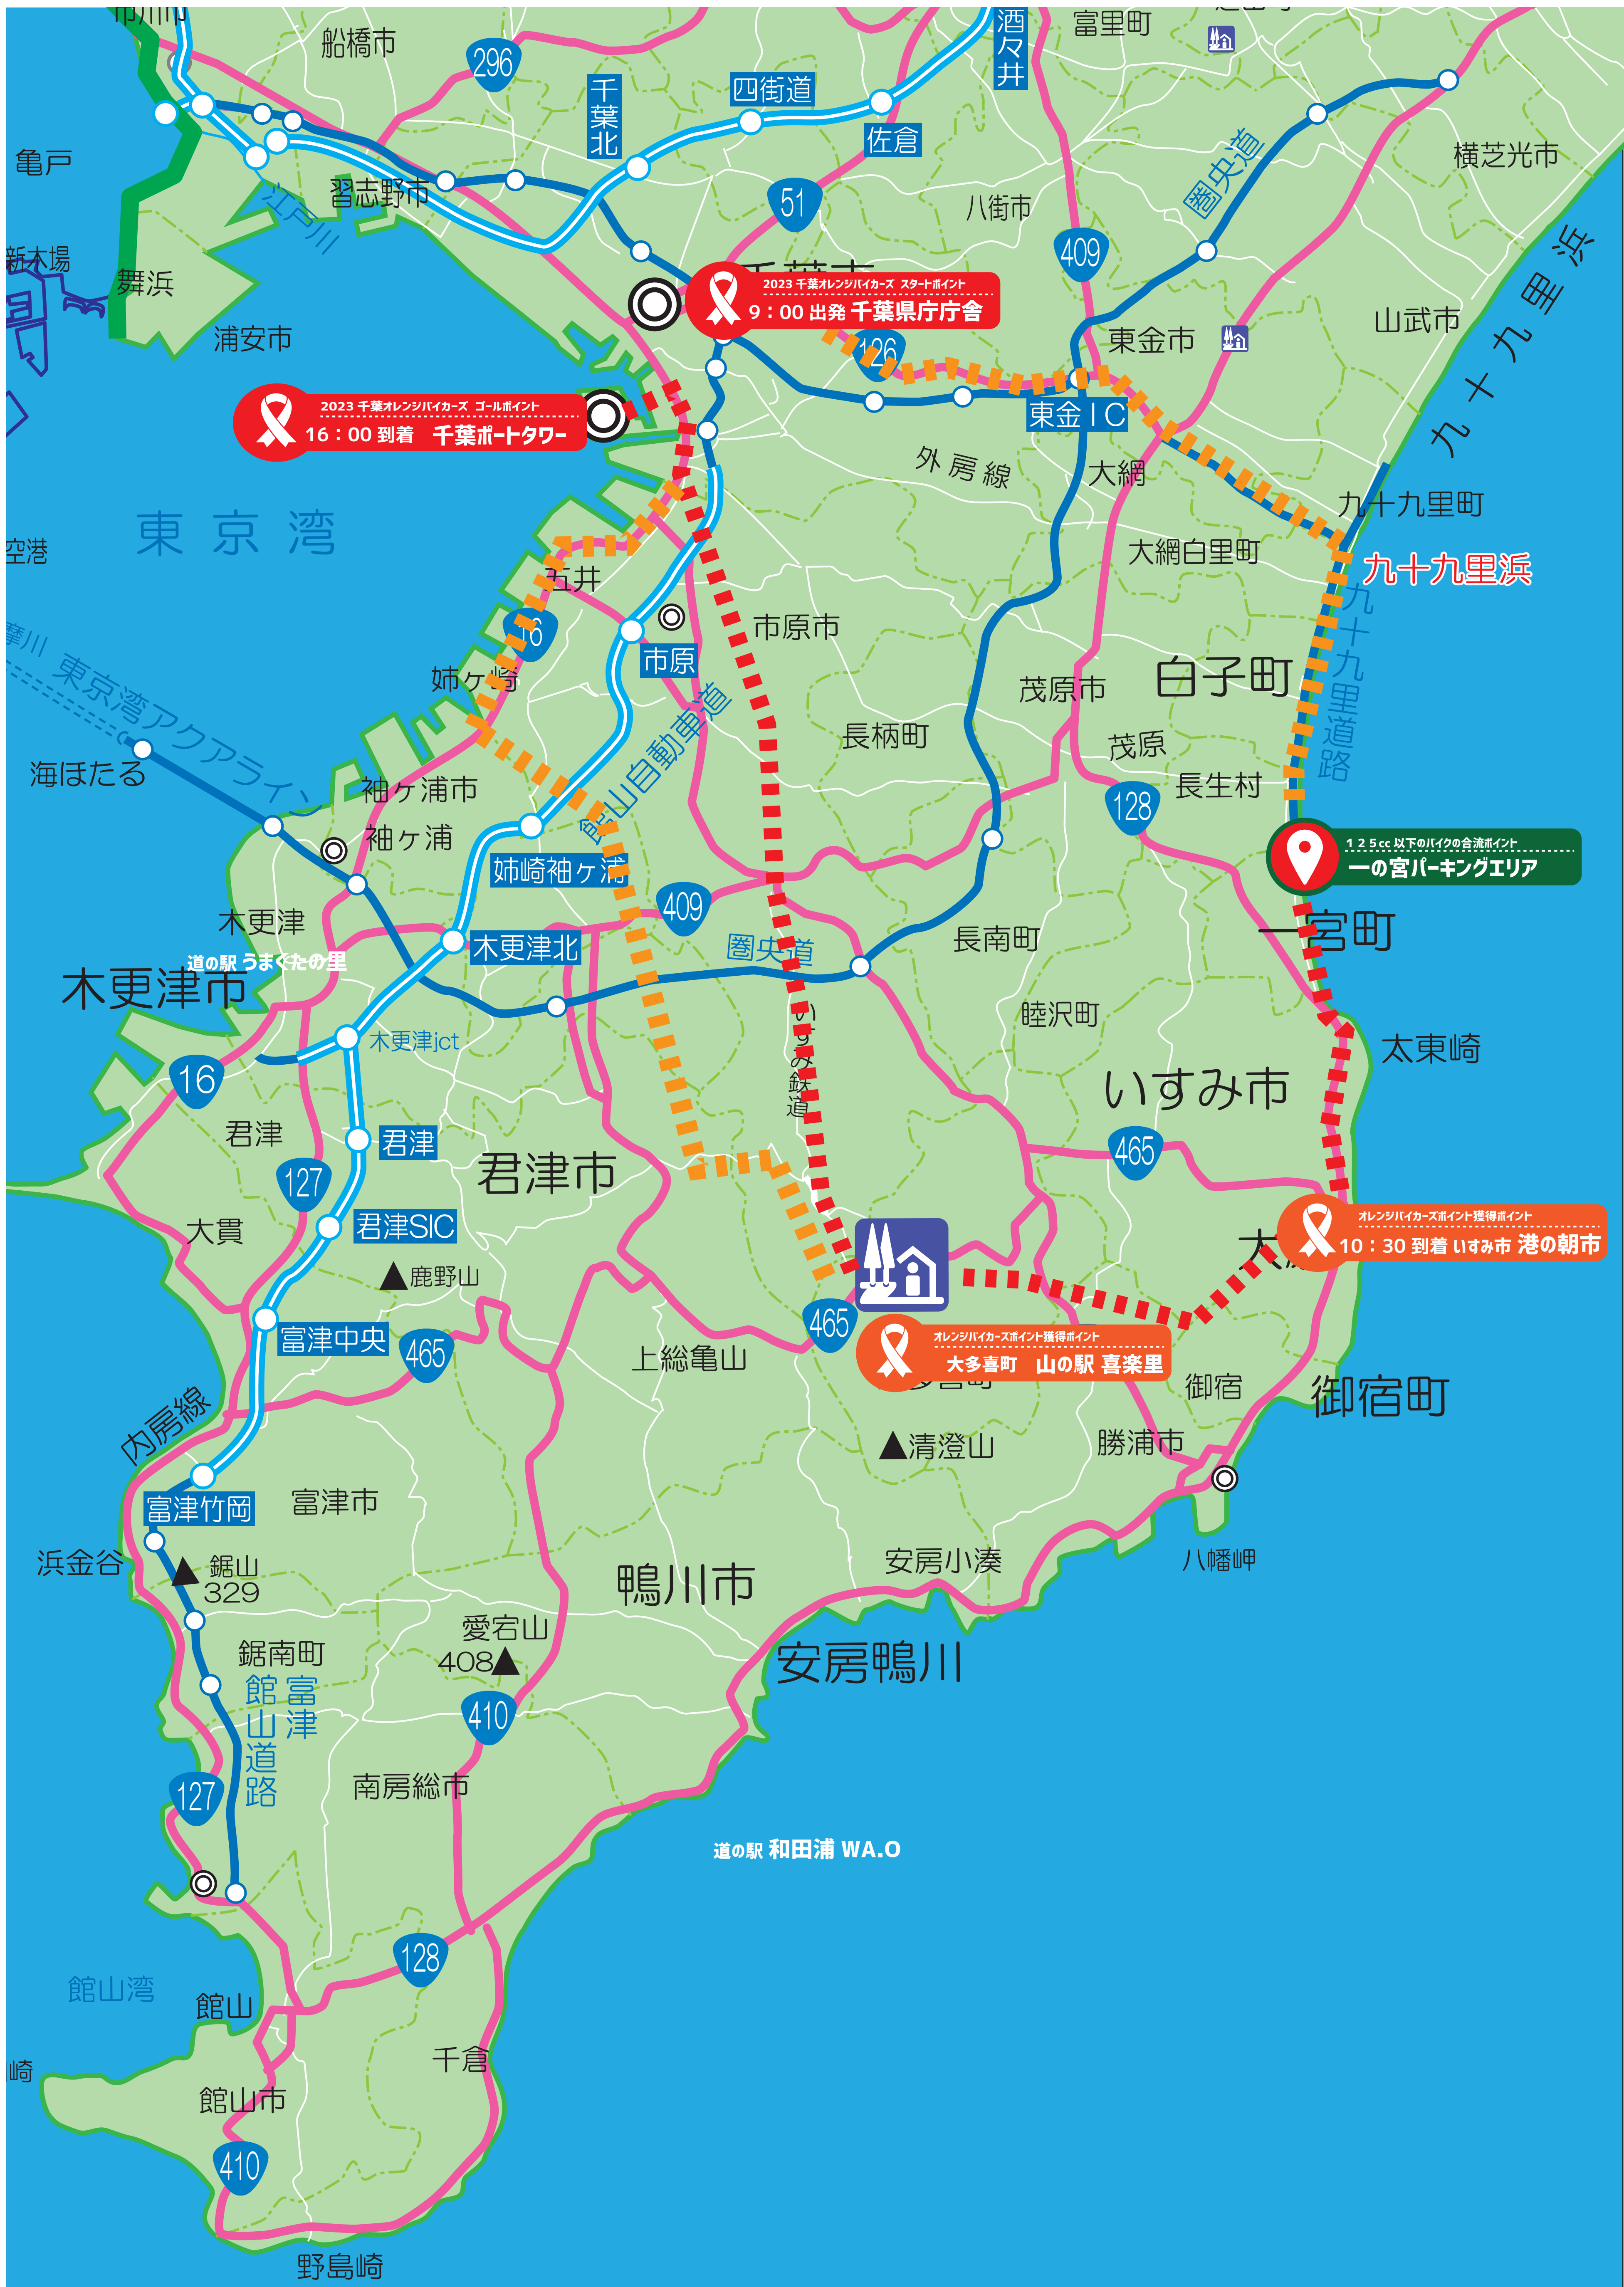 船橋市
296
千葉北
四街道
酒々井
富里町
佐倉
亀戸
習志野市
江戸川
51
八街市
409
圏央道
横芝光市
新木場
舞浜
浦安市
2023 千葉オレンジバイカーズ スタートポイント
9：00 出発 千葉県庁庁舎
126
東金市
山武市
九十九里浜
2023 千葉オレンジバイカーズ ゴールポイント
16：00 到着 千葉ポートタワー
東金IC
外房線
大網
九十九里町
東京湾
空港
五井
大網白里町
九十九里浜
九十九里道路
16
市原市
市原
姉ヶ崎
白子町
茂原市
東京湾アクアライン
摩川
海ほたる
館山自動車道
長柄町
茂原
長生村
袖ヶ浦市
128
袖ヶ浦
１２５cc 以下のバイクの合流ポイント
一の宮パーキングエリア
姉崎袖ヶ浦
409
木更津
一宮町
木更津北
圏央道
長南町
道の駅 うまくたの里
木更津市
いすみ鉄道
睦沢町
木更津jct
太東崎
16
いすみ市
君津
君津
465
127
君津市
大貫
君津SIC
オレンジバイカーズポイント獲得ポイント
10：30 到着 いすみ市 港の朝市
鹿野山
富津中央
465
465
上総亀山
オレンジバイカーズポイント獲得ポイント
大多喜町 山の駅 喜楽里
御宿
御宿町
内房線
清澄山
勝浦市
富津竹岡
富津市
浜金谷
鋸山
329
安房小湊
八幡岬
鴨川市
愛宕山
408
鋸南町
安房鴨川
富津
館山道路
410
127
南房総市
道の駅 和田浦 WA.O
128
館山湾
館山
千倉
崎
館山市
410
野島崎